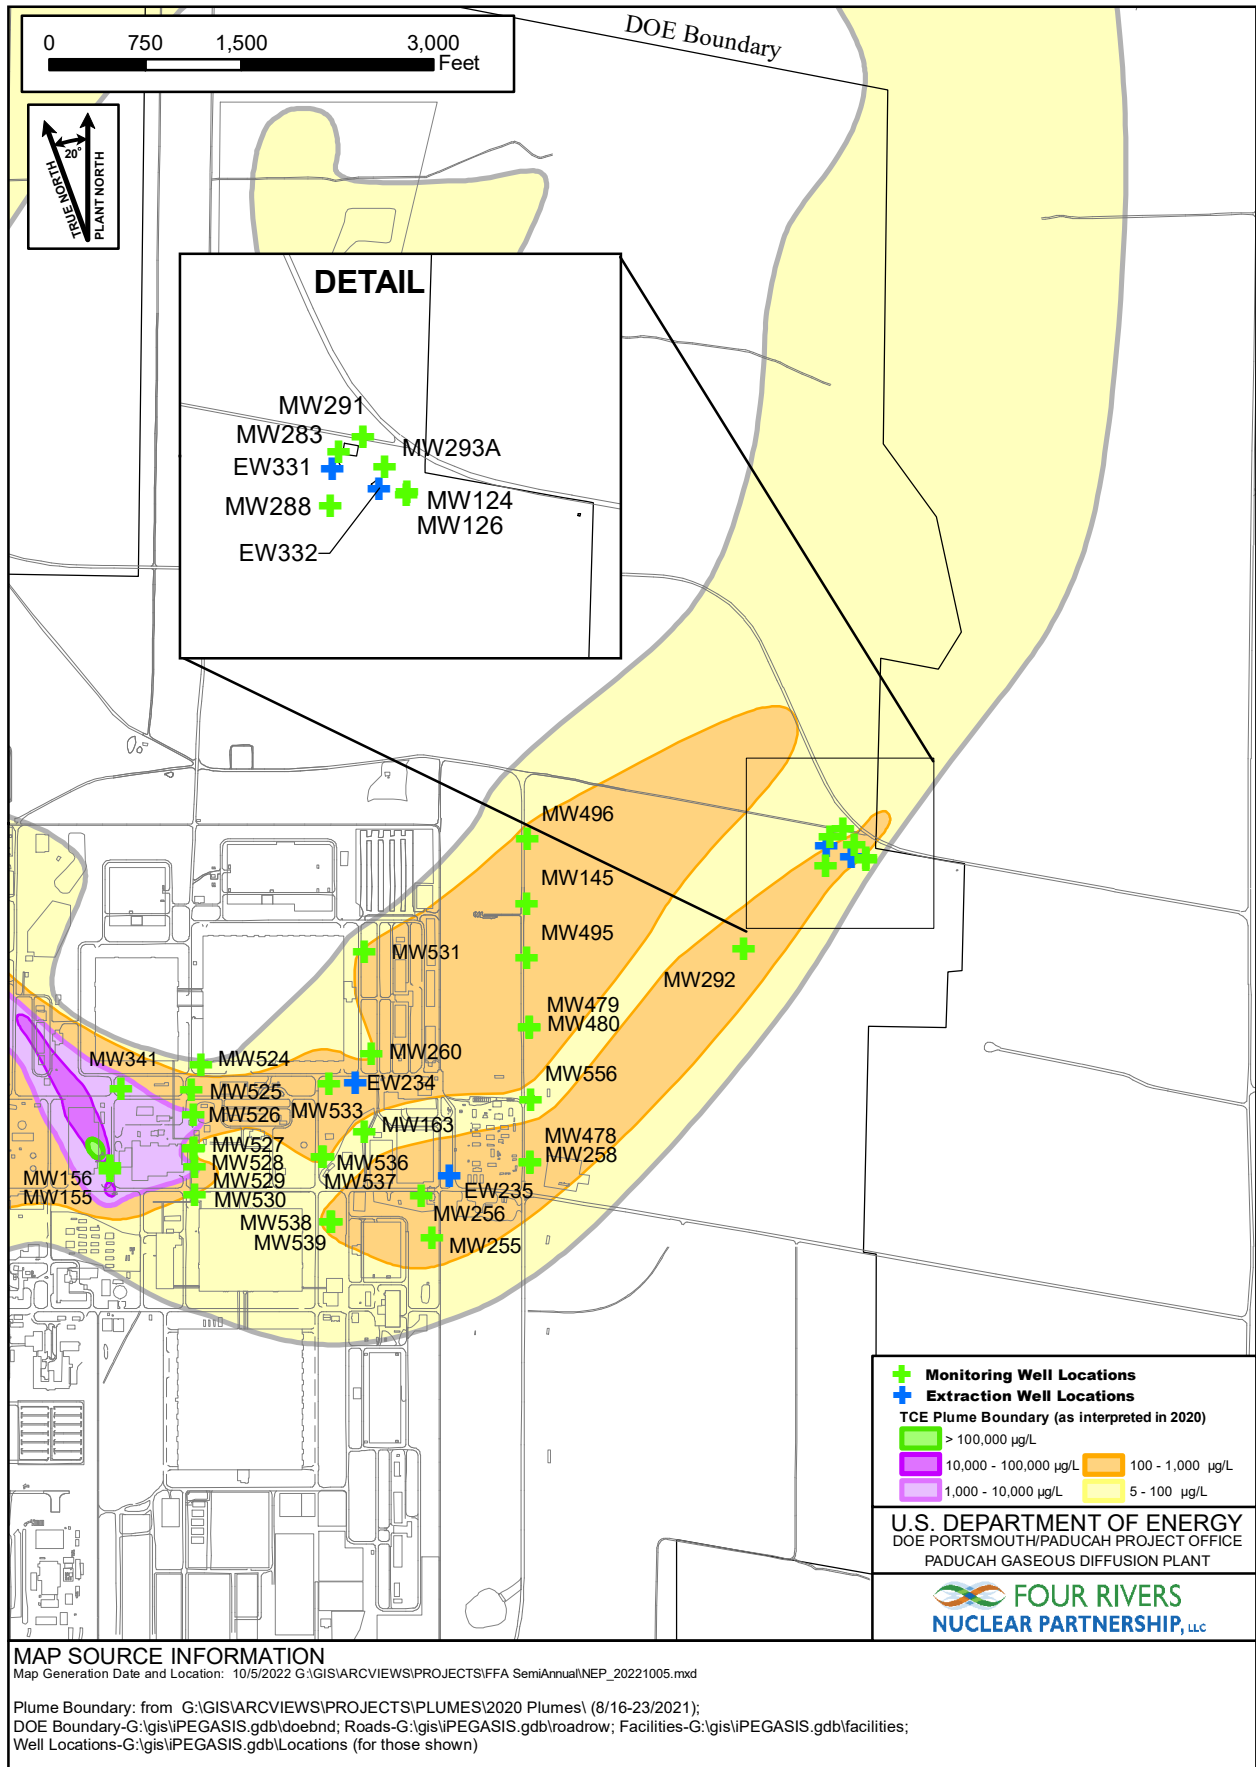 0 750 1,500 3,000
Feet
DOE Boundary
20°
TRUE NORTH
PLANT NORTH
DETAIL
MW291
MW283
MW293A
EW331
MW288
MW124
MW126
EW332
MW496
MW145
MW495
MW531
MW292
MW479
MW480
MW341
MW524
MW260
MW525
EW234
MW556
MW526
MW533
MW163
MW527
MW478
MW528
MW536
MW258
MW156
MW529
MW537
MW155
MW530
EW235
MW538
MW256
MW539
MW255
Monitoring Well Locations
Extraction Well Locations
TCE Plume Boundary (as interpreted in 2020)
> 100,000 µg/L
10,000 - 100,000 µg/L 100 - 1,000 µg/L
1,000 - 10,000 µg/L 5 - 100 µg/L
U.S. DEPARTMENT OF ENERGY
DOE PORTSMOUTH/PADUCAH PROJECT OFFICE
PADUCAH GASEOUS DIFFUSION PLANT
FOUR RIVERS
NUCLEAR PARTNERSHIP, LLC
MAP SOURCE INFORMATION
Map Generation Date and Location: 10/5/2022 G:\GIS\ARCVIEWS\PROJECTS\FFA SemiAnnual\NEP_20221005.mxd
Plume Boundary: from G:\GIS\ARCVIEWS\PROJECTS\PLUMES\2020 Plumes\ (8/16-23/2021);
DOE Boundary-G:\gis\iPEGASIS.gdb\doebnd; Roads-G:\gis\iPEGASIS.gdb\roadrow; Facilities-G:\gis\iPEGASIS.gdb\facilities;
Well Locations-G:\gis\iPEGASIS.gdb\Locations (for those shown)